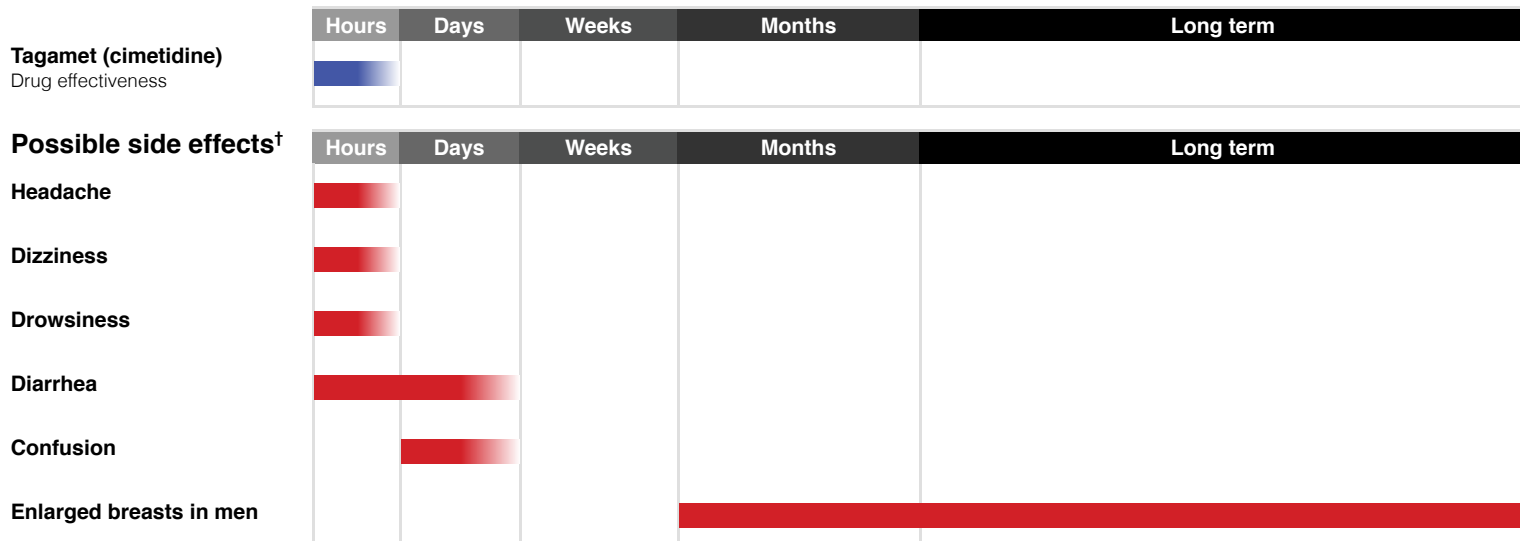 Hours Days Weeks Months Long term
Tagamet (cimetidine)
Drug effectiveness
Possible side effects†
Hours Days Weeks Months Long term
Headache
Dizziness
Drowsiness
Diarrhea
Confusion
Enlarged breasts in men